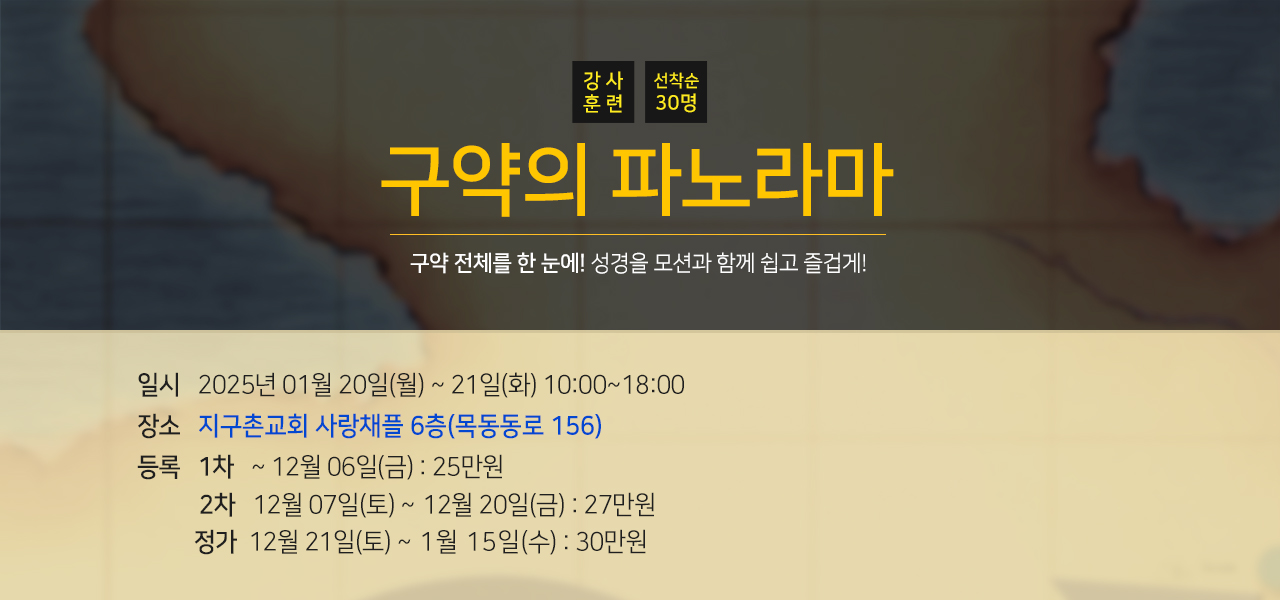 강사
훈련
선착순
30명
구약의 파노라마
구약 전체를 한 눈에! 성경을 모션과 함께 쉽고 즐겁게!
일시 2025년 01월 20일(월) ~ 21일(화) 10:00~18:00
장소 지구촌교회 사랑채플 6층(목동동로 156)
등록 1차 ~ 12월 06일(금) : 25만원
2차 12월 07일(토) ~ 12월 20일(금) : 27만원
정가 12월 21일(토) ~ 1월 15일(수) : 30만원